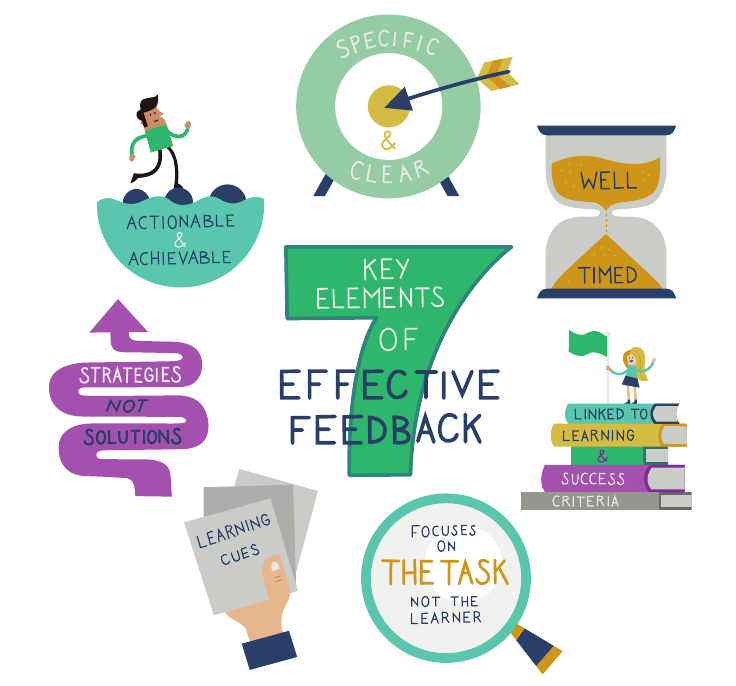 SPECIFIC
&
CLEAR
WELL
TIMED
ACTIONABLE
&
ACHIEVABLE
7
KEY
ELEMENTS
OF
EFFECTIVE
FEEDBACK
STRATEGIES
NOT
SOLUTIONS
LINKED TO
LEARNING
&
SUCCESS
CRITERIA
LEARNING
CUES
FOCUSES
ON
THE TASK
NOT THE
LEARNER